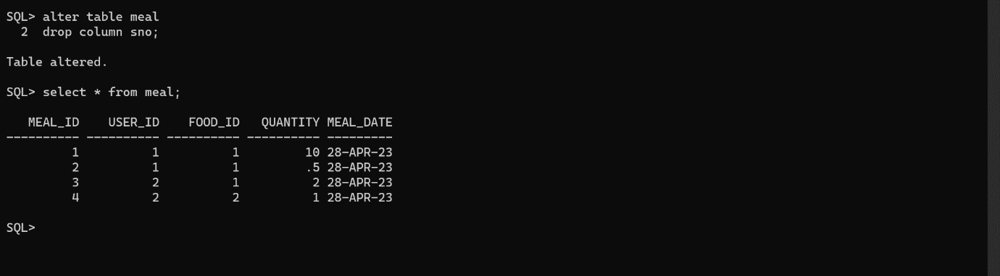 SQL> alter table meal
  2  drop column sno;
Table altered.
SQL> select * from meal;
   MEAL_ID    USER_ID    FOOD_ID   QUANTITY MEAL_DATE
---------- ---------- ---------- ---------- ---------
         1          1          1         10 28-APR-23
         2          1          1         .5 28-APR-23
         3          2          1          2 28-APR-23
         4          2          2          1 28-APR-23
SQL>